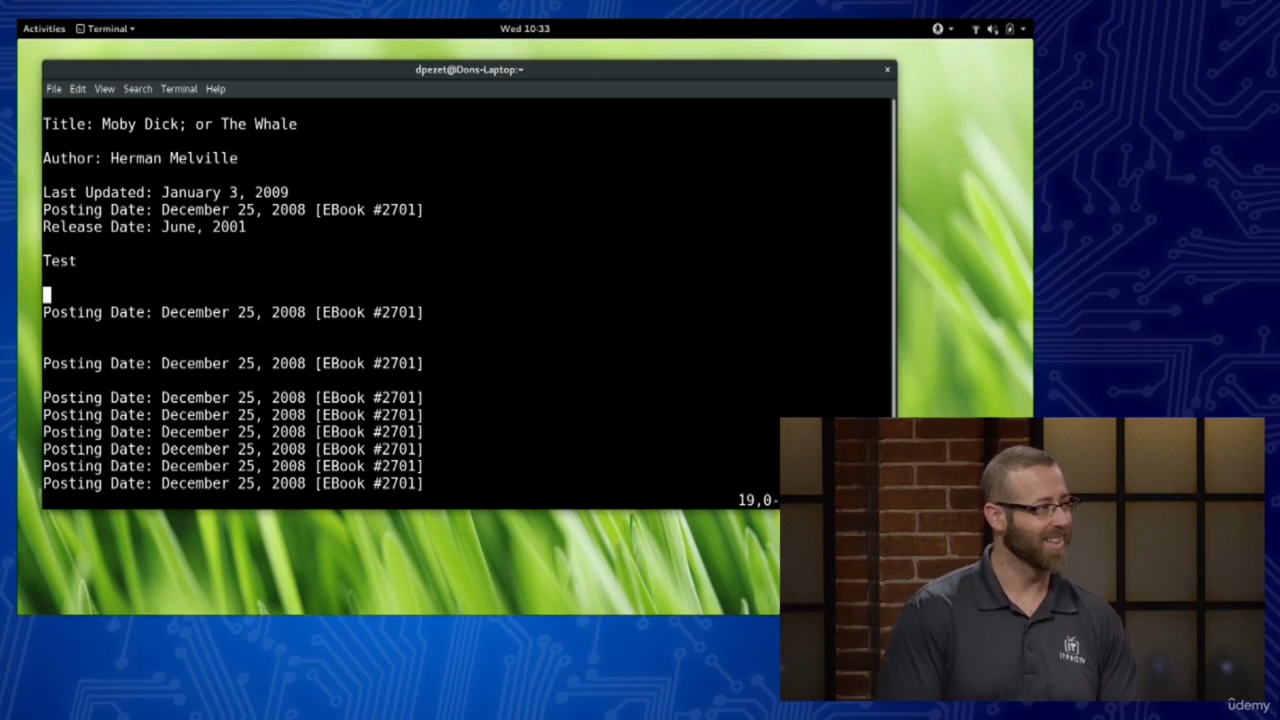 Activities Terminal Wed 10:33
dpezet@Dons-Laptop:~ ×
File Edit View Search Terminal Help
Title: Moby Dick; or The Whale
Author: Herman Melville
Last Updated: January 3, 2009
Posting Date: December 25, 2008 [EBook #2701]
Release Date: June, 2001
Test
Posting Date: December 25, 2008 [EBook #2701]
Posting Date: December 25, 2008 [EBook #2701]
Posting Date: December 25, 2008 [EBook #2701]
Posting Date: December 25, 2008 [EBook #2701]
Posting Date: December 25, 2008 [EBook #2701]
Posting Date: December 25, 2008 [EBook #2701]
Posting Date: December 25, 2008 [EBook #2701]
Posting Date: December 25, 2008 [EBook #2701]
19,0-
IT
ITPRO.TV
ûdemy